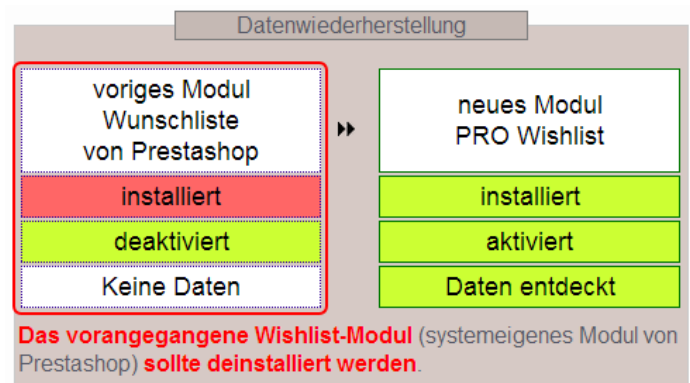 Datenwiederherstellung
voriges Modul
Wunschliste
von Prestashop
installiert
deaktiviert
Keine Daten
neues Modul
PRO Wishlist
installiert
aktiviert
Daten entdeckt
Das vorangegangene Wishlist-Modul (systemeigenes Modul von
Prestashop) sollte deinstalliert werden.